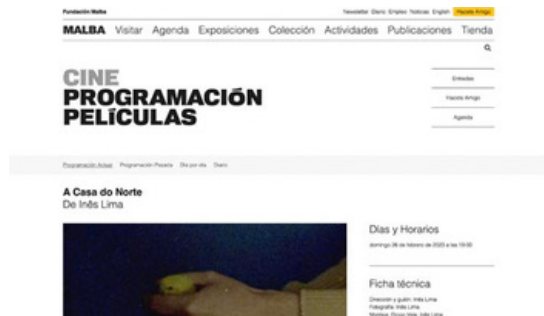 Fundación Malba
Newsletter Diario Empleo Noticias English Hacete Amigo
MALBA Visitar Agenda Exposiciones Colección Actividades Publicaciones Tienda
CINE
PROGRAMACIÓN
PELÍCULAS
Entradas
Hacete Amigo
Agenda
Programación Actual Programación Pasada Día por día Diario
A Casa do Norte
De Inês Lima
Días y Horarios
domingo 26 de febrero de 2023 a las 19:00
Ficha técnica
Dirección y guión: Inês Lima
Fotografía: Inês Lima
Inês Lima